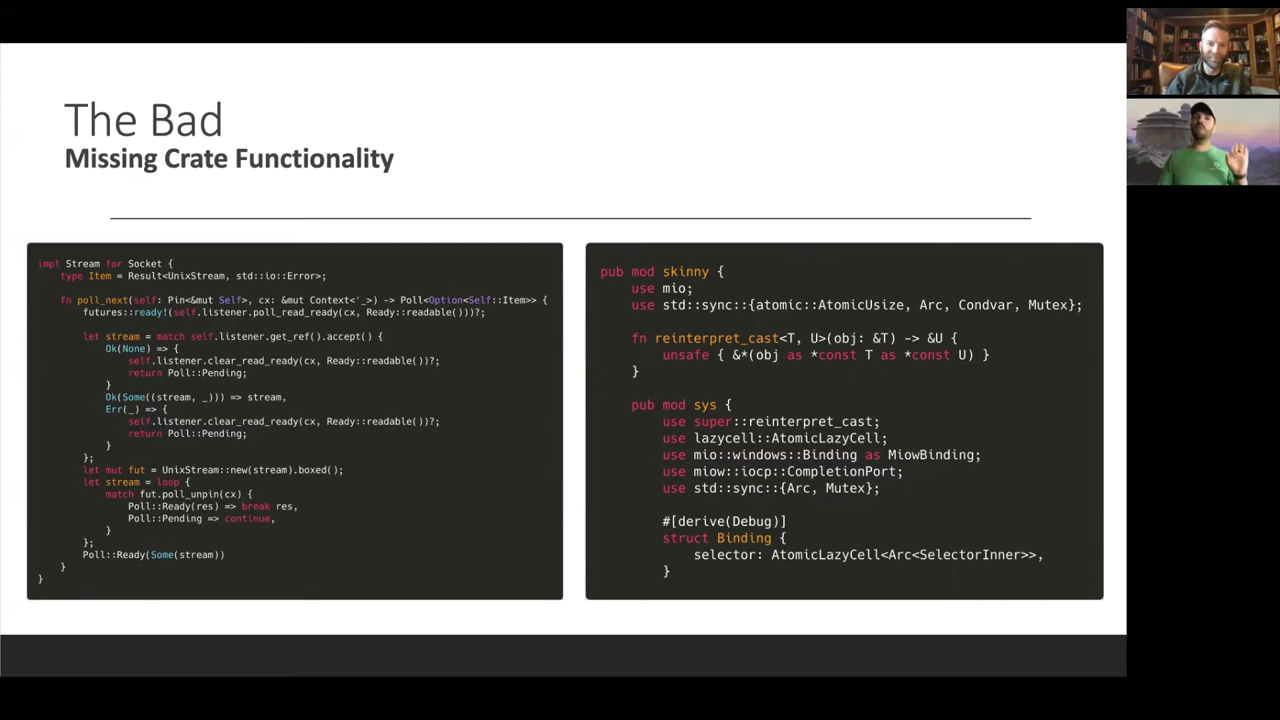 The Bad
Missing Crate Functionality
impl Stream for Socket {
type Item = Result<UnixStream, std::io::Error>;
fn poll_next(self: Pin<&mut Self>, cx: &mut Context<'_>) -> Poll<Option<Self::Item>> {
futures::ready!(self.listener.poll_read_ready(cx, Ready::readable()))?;
let stream = match self.listener.get_ref().accept() {
Ok(None) => {
self.listener.clear_read_ready(cx, Ready::readable())?;
return Poll::Pending;
}
Ok(Some((stream, _))) => stream,
Err(_) => {
self.listener.clear_read_ready(cx, Ready::readable())?;
return Poll::Pending;
}
};
let mut fut = UnixStream::new(stream).boxed();
let stream = loop {
match fut.poll_unpin(cx) {
Poll::Ready(res) => break res,
Poll::Pending => continue,
}
};
Poll::Ready(Some(stream))
}
}
pub mod skinny {
use mio;
use std::sync::{atomic::AtomicUsize, Arc, Condvar, Mutex};
fn reinterpret_cast<T, U>(obj: &T) -> &U {
unsafe { &*(obj as *const T as *const U) }
}
pub mod sys {
use super::reinterpret_cast;
use lazycell::AtomicLazyCell;
use mio::windows::Binding as MiowBinding;
use miow::iocp::CompletionPort;
use std::sync::{Arc, Mutex};
#[derive(Debug)]
struct Binding {
selector: AtomicLazyCell<Arc<SelectorInner>>,
}